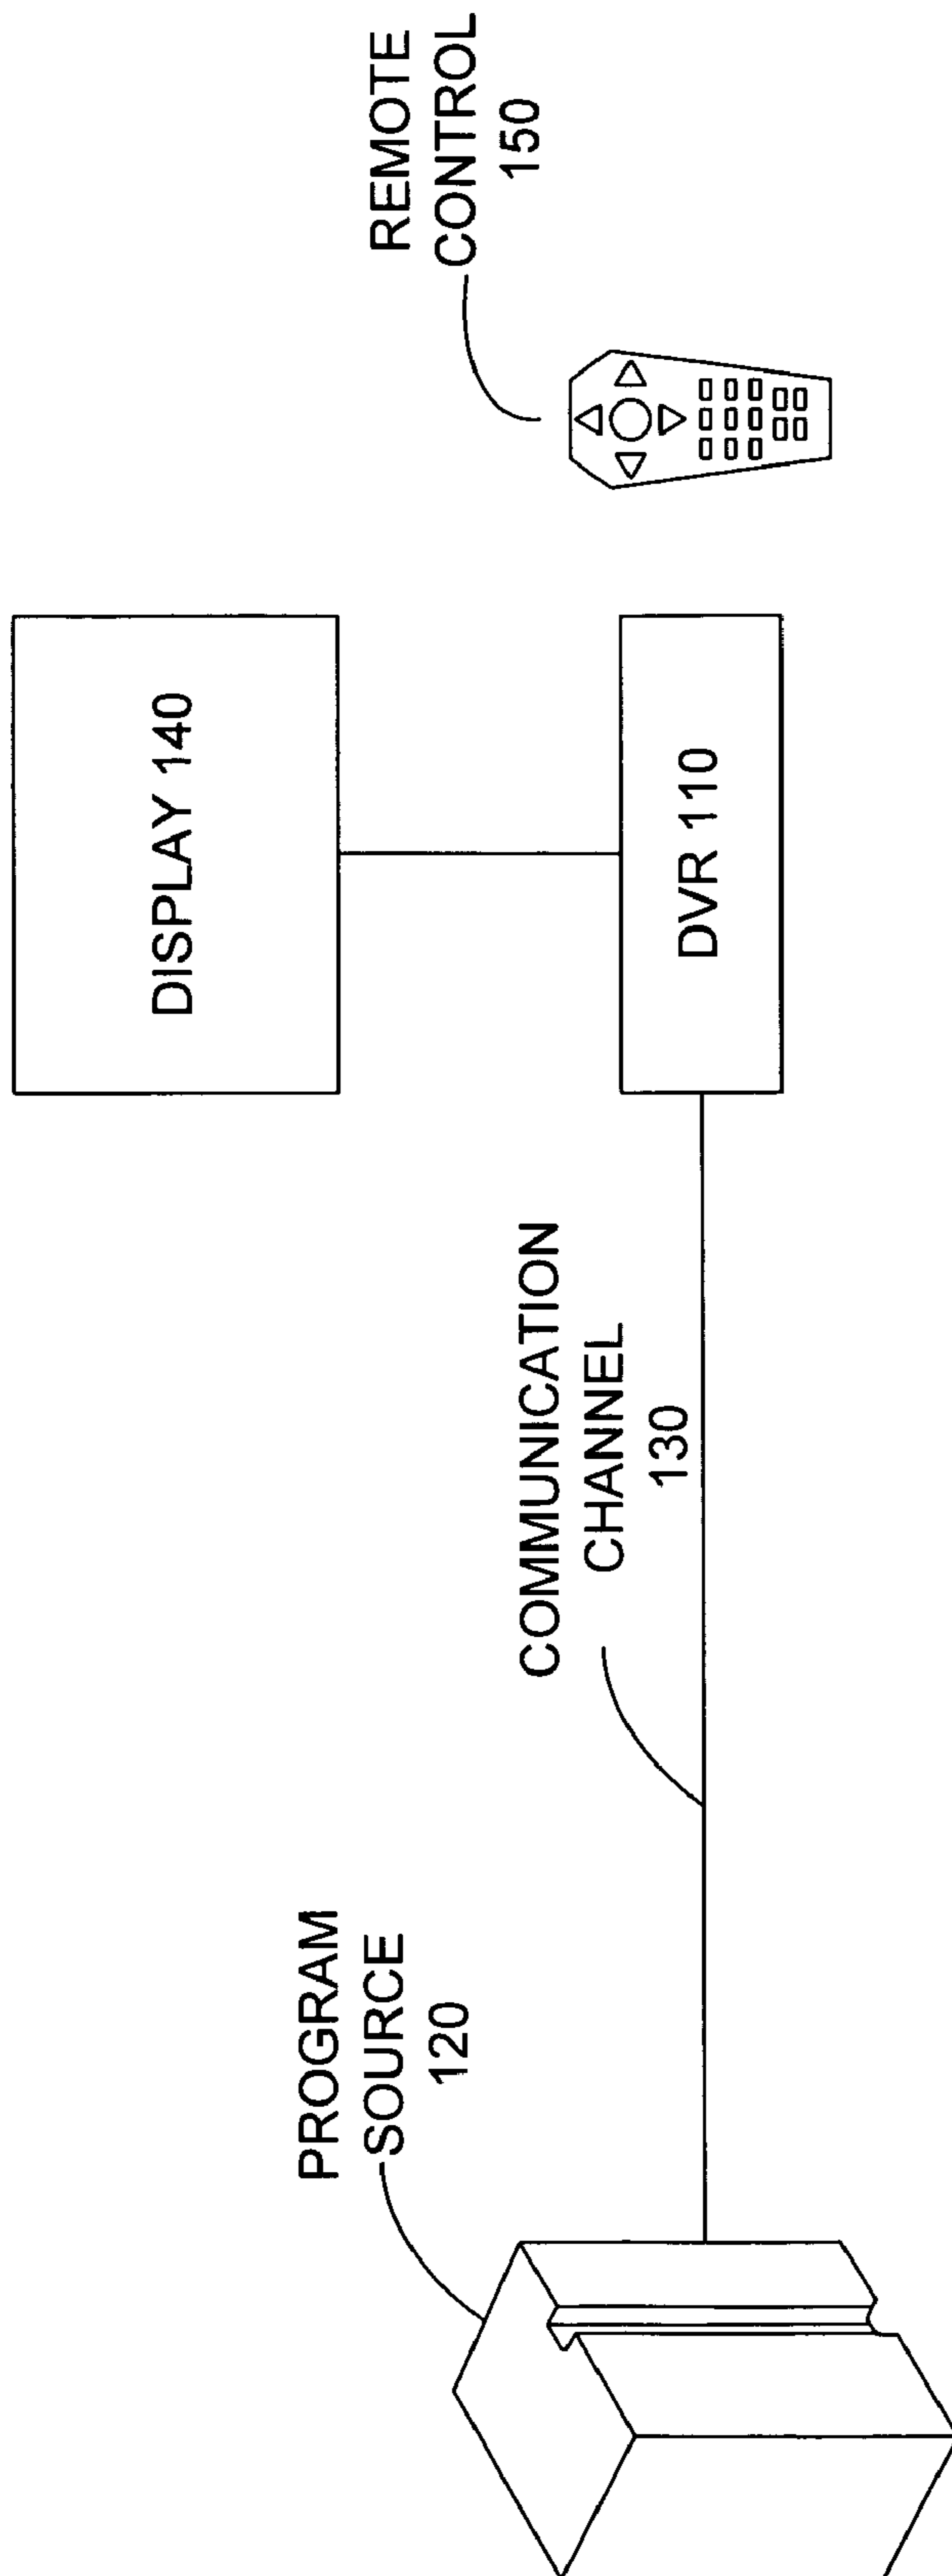 PROGRAM
SOURCE
120
COMMUNICATION
CHANNEL
130
DISPLAY 140
DVR 110
REMOTE
CONTROL
150